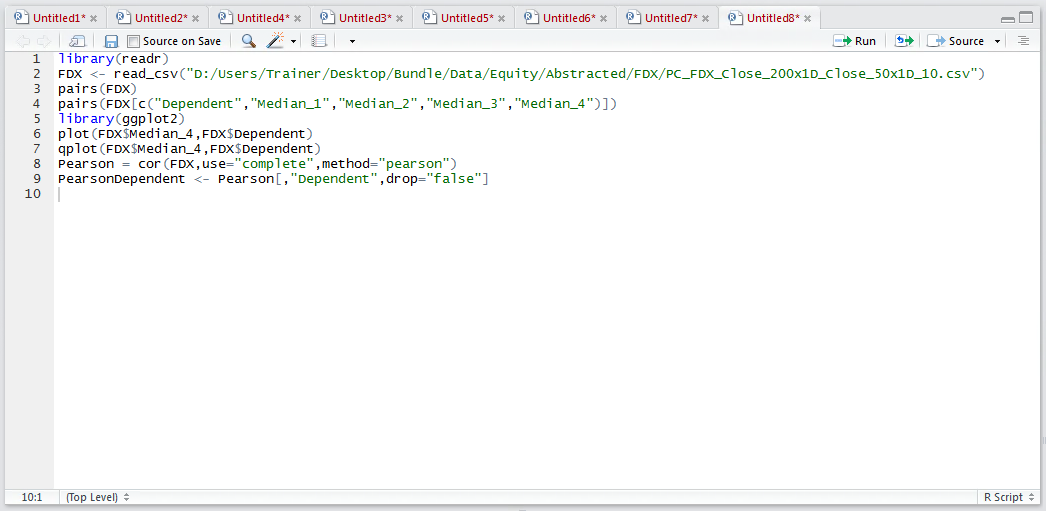 Untitled1* Untitled2* Untitled4* Untitled3* Untitled5* Untitled6* Untitled7* Untitled8*
Source on Save Run Source
1 library(readr)
2 FDX <- read_csv("D:/Users/Trainer/Desktop/Bundle/Data/Equity/Abstracted/FDX/PC_FDX_Close_200x1D_Close_50x1D_10.csv")
3 pairs(FDX)
4 pairs(FDX[c("Dependent","Median_1","Median_2","Median_3","Median_4")])
5 library(ggplot2)
6 plot(FDX$Median_4,FDX$Dependent)
7 qplot(FDX$Median_4,FDX$Dependent)
8 Pearson = cor(FDX,use="complete",method="pearson")
9 PearsonDependent <- Pearson[,"Dependent",drop="false"]
10
10:1 (Top Level) R Script